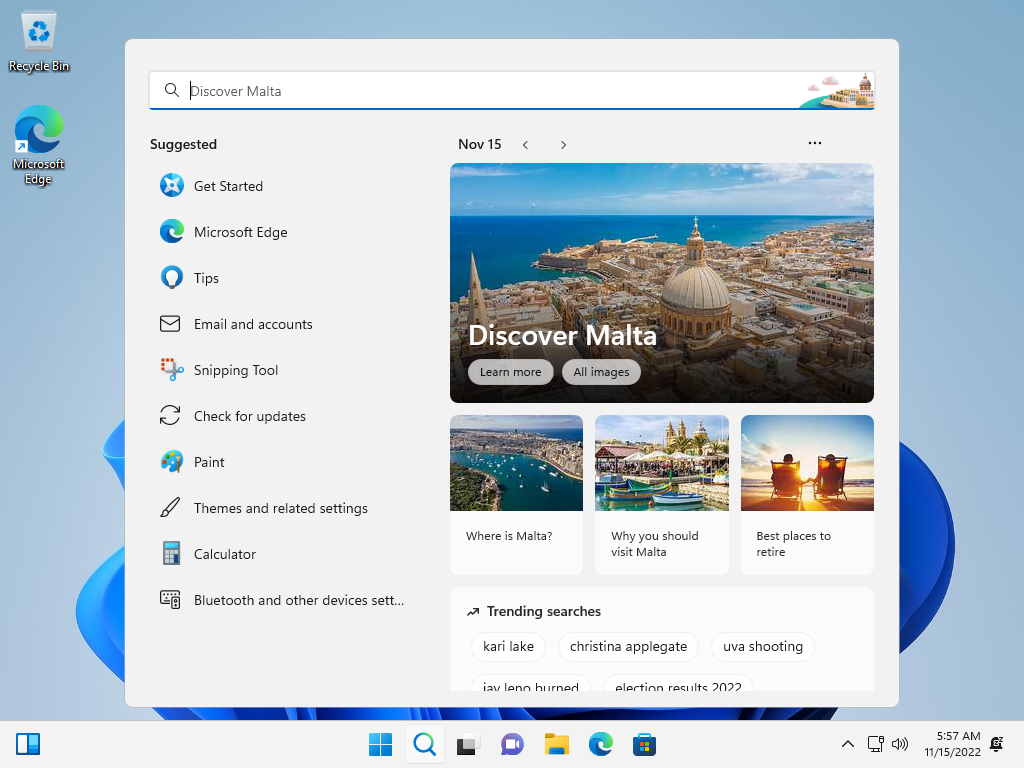 Recycle Bin
Microsoft
Edge
Discover Malta
Suggested
Get Started
Microsoft Edge
Tips
Email and accounts
Snipping Tool
Check for updates
Paint
Themes and related settings
Calculator
Bluetooth and other devices sett...
Nov 15
Discover Malta
Learn more
All images
Where is Malta?
Why you should
visit Malta
Best places to
retire
Trending searches
kari lake
christina applegate
uva shooting
jay leno burned
election results 2022
5:57 AM
11/15/2022